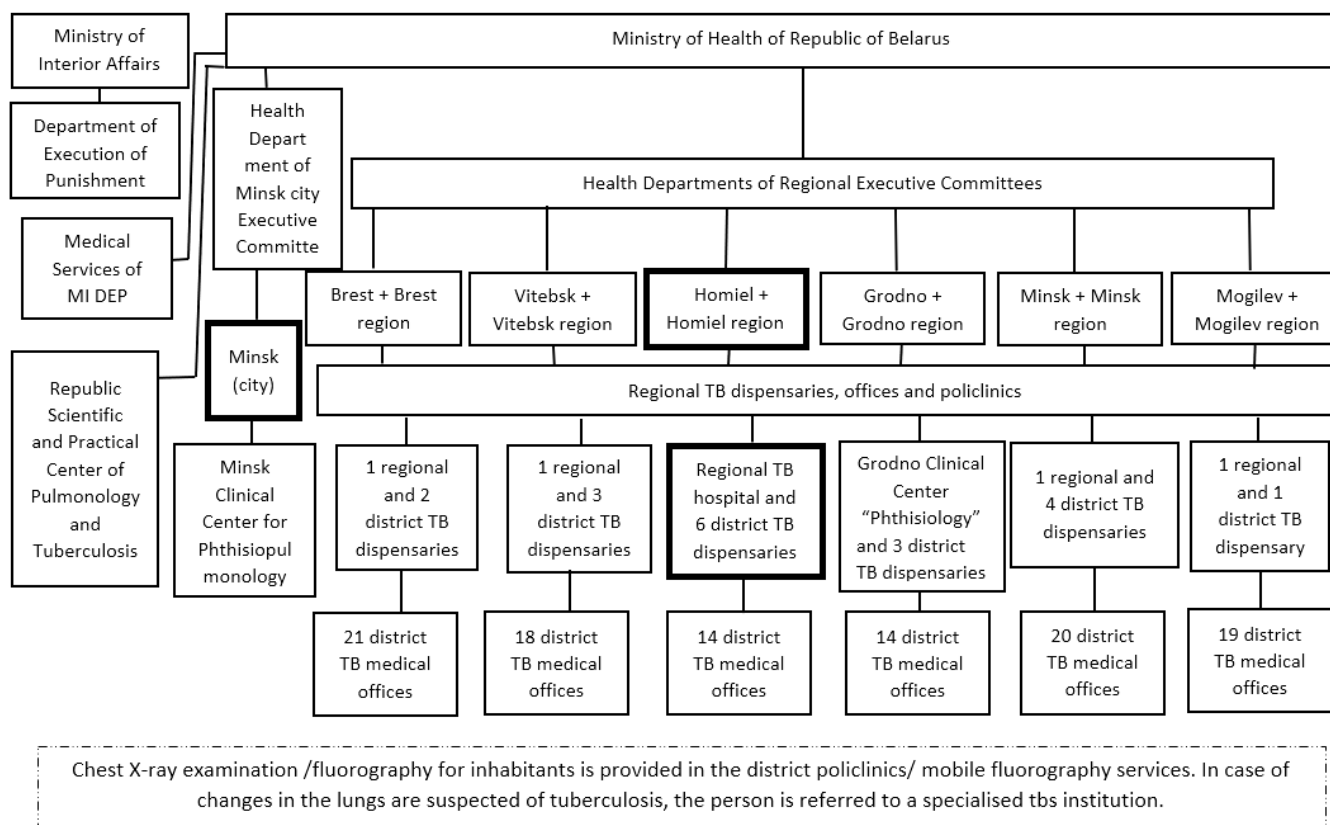 Ministry of
Interior Affairs
Ministry of Health of Republic of Belarus
Department of
Execution of
Punishment
Health
Depart
ment of
Minsk city
Executive
Committe
Health Departments of Regional Executive Committees
Medical
Services of
MI DEP
Brest + Brest
region
Vitebsk +
Vitebsk region
Homiel +
Homiel region
Grodno +
Grodno region
Minsk + Minsk
region
Mogilev +
Mogilev region
Minsk
(city)
Republic
Scientific
and Practical
Center of
Pulmonology
and
Tuberculosis
Regional TB dispensaries, offices and policlinics
Minsk
Clinical
Center for
Phthisiopul
monology
1 regional
and 2
district TB
dispensaries
1 regional
and 3
district TB
dispensaries
Regional TB
hospital and
6 district TB
dispensaries
Grodno Clinical
Center
“Phthisiology”
and 3 district
TB dispensaries
1 regional and
4 district TB
dispensaries
1 regional
and 1
district TB
dispensary
21 district
TB medical
offices
18 district
TB medical
offices
14 district
TB medical
offices
14 district
TB medical
offices
20 district
TB medical
offices
19 district
TB medical
offices
Chest X-ray examination /fluorography for inhabitants is provided in the district policlinics/ mobile fluorography services. In case of
changes in the lungs are suspected of tuberculosis, the person is referred to a specialised tbs institution.